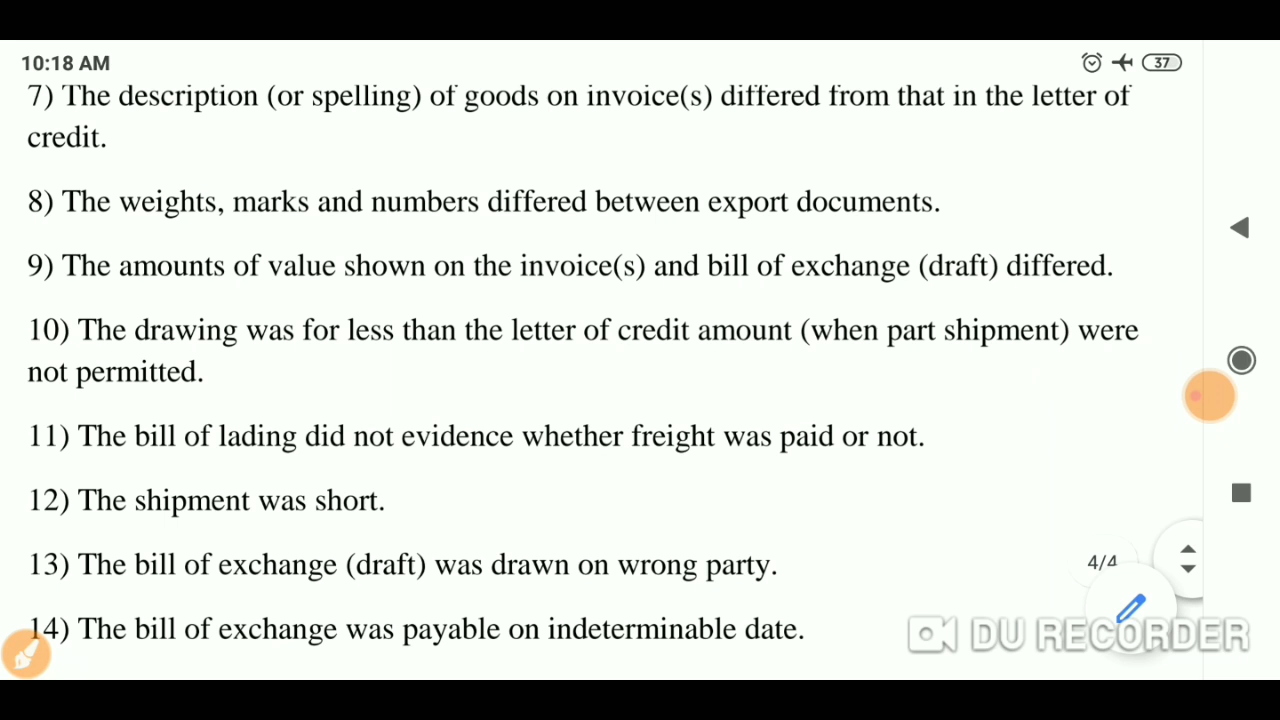 10:18 AM
37
7) The description (or spelling) of goods on invoice(s) differed from that in the letter of
credit.
8) The weights, marks and numbers differed between export documents.
9) The amounts of value shown on the invoice(s) and bill of exchange (draft) differed.
10) The drawing was for less than the letter of credit amount (when part shipment) were
not permitted.
11) The bill of lading did not evidence whether freight was paid or not.
12) The shipment was short.
13) The bill of exchange (draft) was drawn on wrong party.
4/4
14) The bill of exchange was payable on indeterminable date.
DU RECORDER